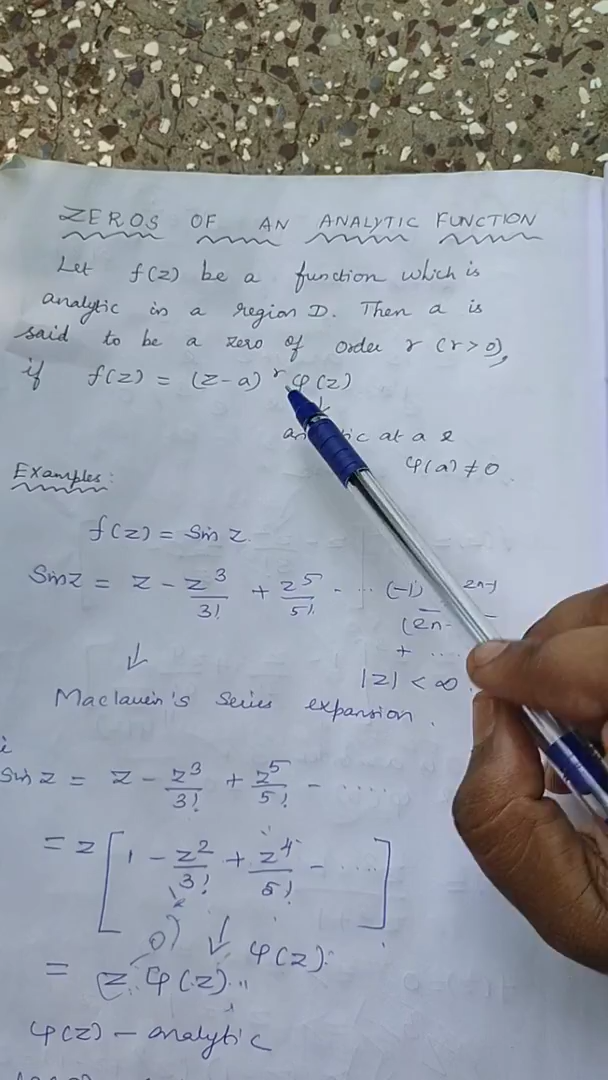 ZEROS OF AN ANALYTIC FUNCTION
Let f(z) be a function which is
analytic in a region D. Then a is
said to be a zero of order r (r>0),
if f(z) = (z-a)^r φ(z)
↓
at a &
φ(a) ≠ 0.
Examples:
f(z) = Sin z.
Sinz = z - z^3/3! + z^5/5! - ... (-1)
+ ....
|z| < ∞.
↓
Maclaurin's Series expansion.
Sin z = z - z^3/3! + z^5/5! - .....
= z [1 - z^2/3! + z^4/5! - ....]
↓ φ(z).
= z. φ(z).
φ(z) - analytic